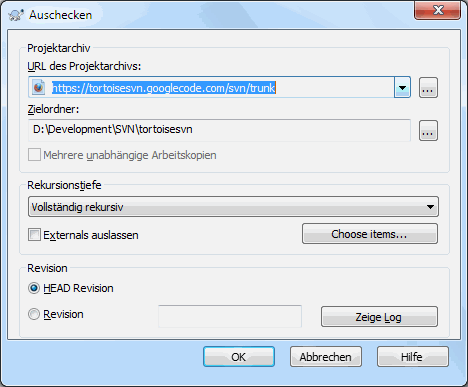 Auschecken
Projektarchiv
URL des Projektarchivs:
https://tortoisesvn.googlecode.com/svn/trunk
...
Zielordner:
D:\Development\SVN\tortoisesvn
...
Mehrere unabhängige Arbeitskopien
Rekursionstiefe
Vollständig rekursiv
Externals auslassen
Choose items...
Revision
HEAD Revision
Revision
Zeige Log
OK
Abbrechen
Hilfe